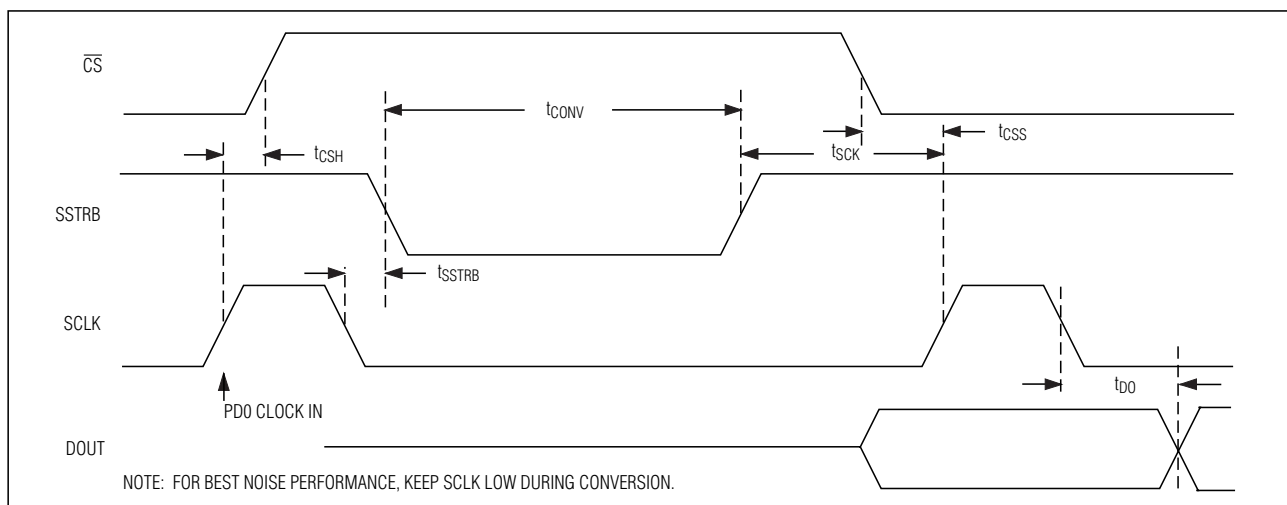 C̅S̅
tCONV
tCSS
tCSH
tSCK
SSTRB
tSSTRB
SCLK
tDO
PD0 CLOCK IN
DOUT
NOTE: FOR BEST NOISE PERFORMANCE, KEEP SCLK LOW DURING CONVERSION.